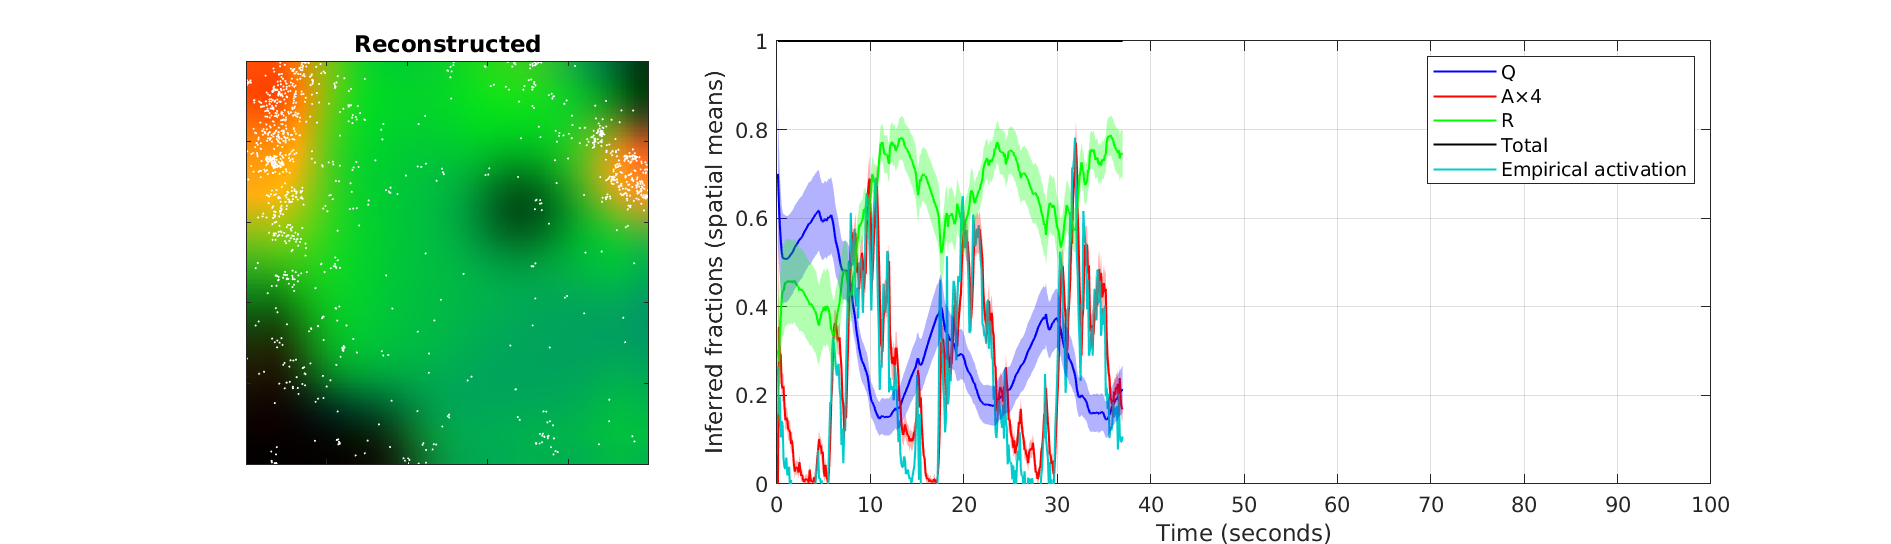 Reconstructed
Inferred fractions (spatial means)
1
0.8
0.6
0.4
0.2
0
0 10 20 30 40 50 60 70 80 90 100
Time (seconds)
Q
A×4
R
Total
Empirical activation